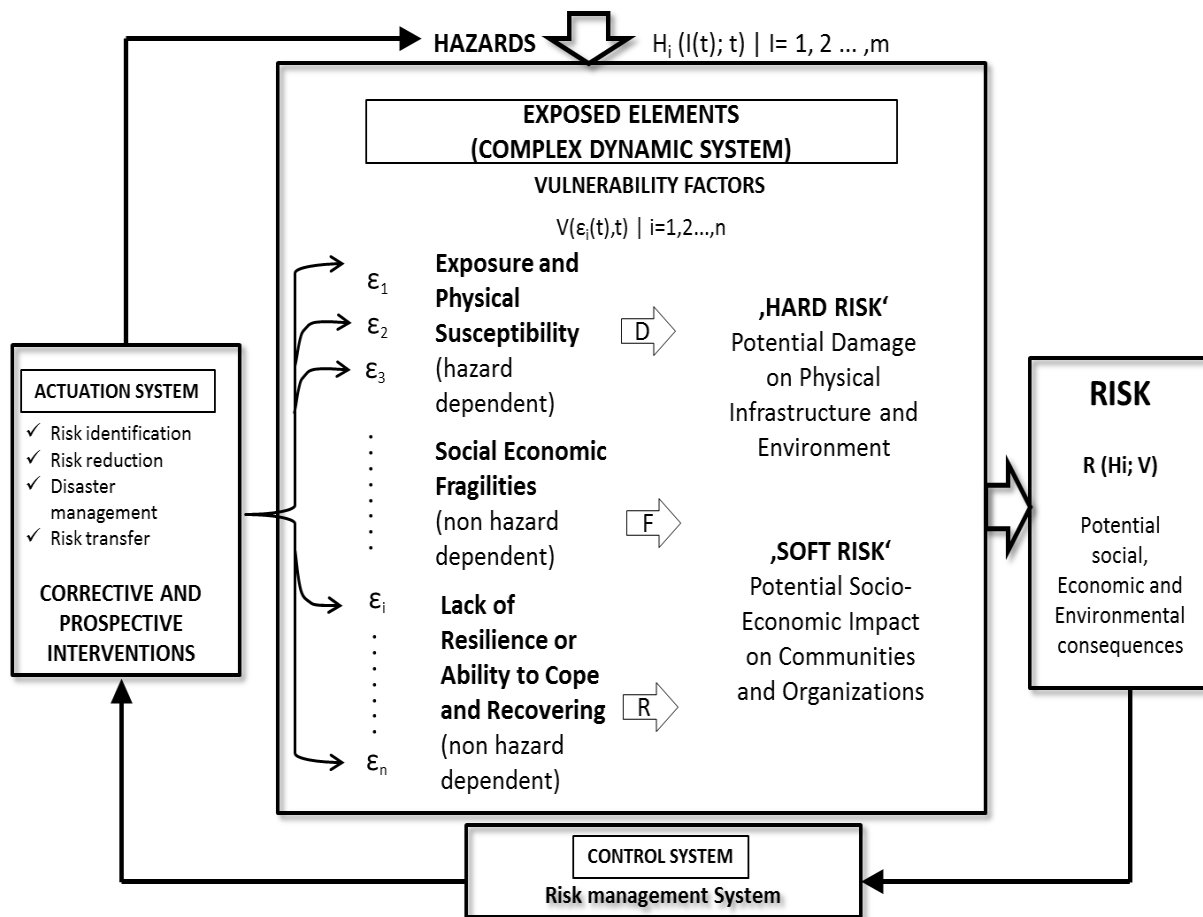 HAZARDS
Hi (I(t); t) | I= 1, 2 ... ,m
EXPOSED ELEMENTS
(COMPLEX DYNAMIC SYSTEM)
VULNERABILITY FACTORS
V(εi(t),t) | i=1,2...,n
ε1
ε2
ε3
εi
εn
Exposure and
Physical
Susceptibility
(hazard
dependent)
D
Social Economic
Fragilities
(non hazard
dependent)
F
Lack of
Resilience or
Ability to Cope
and Recovering
(non hazard
dependent)
R
‚HARD RISK‘
Potential Damage
on Physical
Infrastructure and
Environment
‚SOFT RISK‘
Potential Socio-
Economic Impact
on Communities
and Organizations
ACTUATION SYSTEM
✓ Risk identification
✓ Risk reduction
✓ Disaster
management
✓ Risk transfer
CORRECTIVE AND
PROSPECTIVE
INTERVENTIONS
RISK
R (Hi; V)
Potential
social,
Economic and
Environmental
consequences
CONTROL SYSTEM
Risk management System